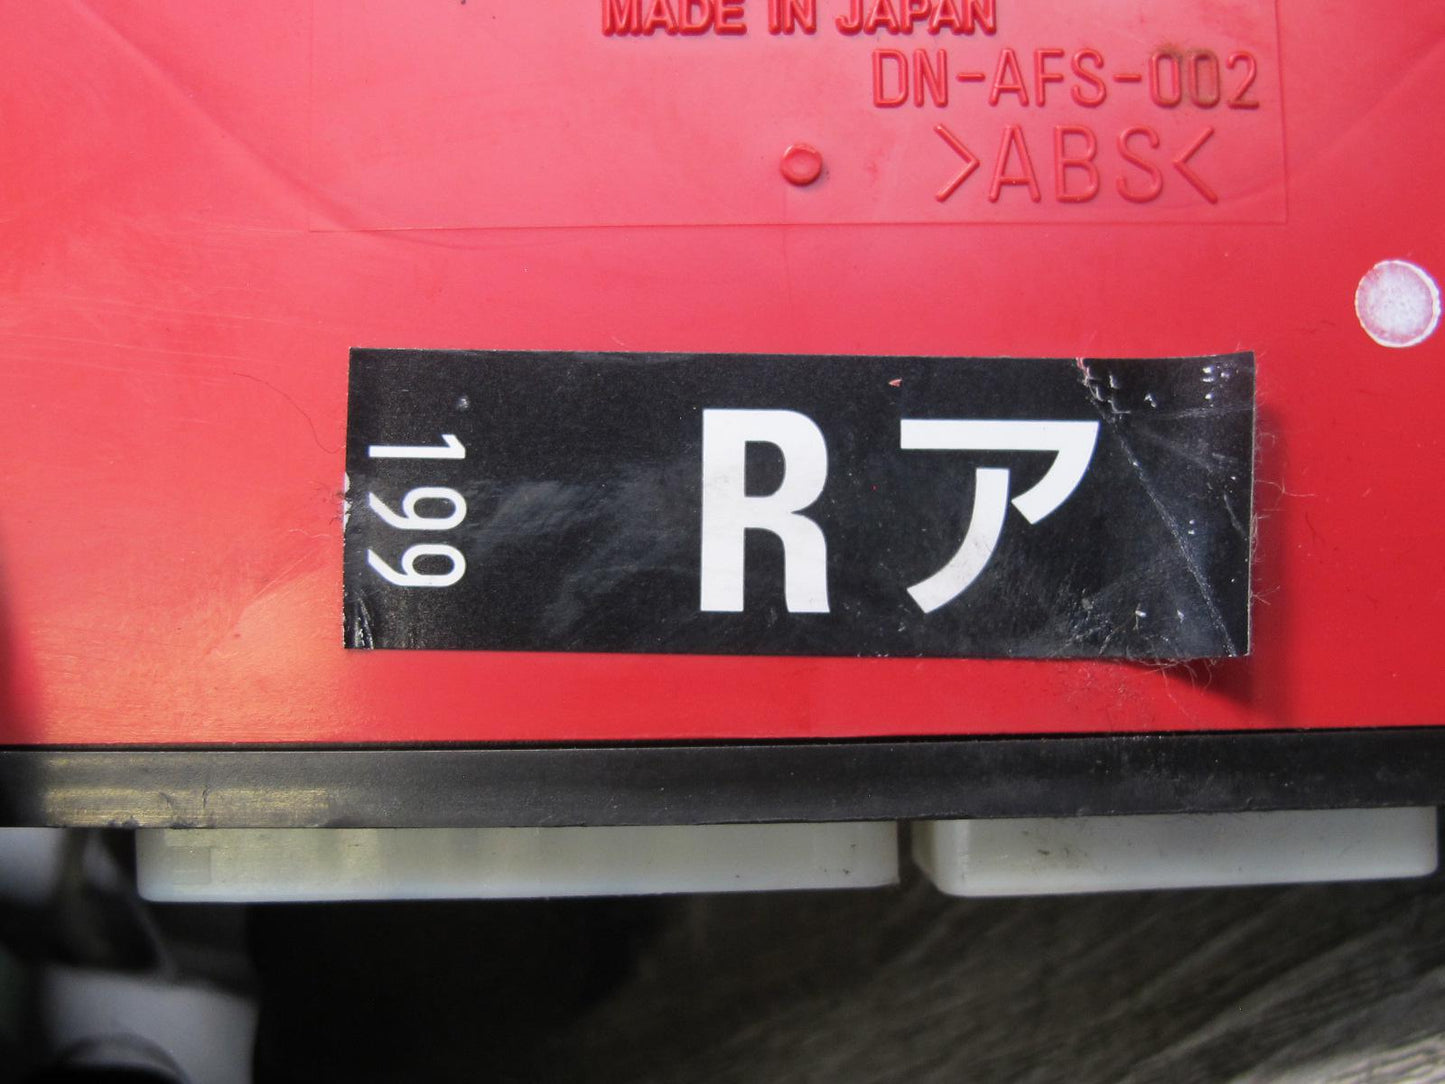 MADE IN JAPAN
DN-AFS-002
>ABS<
199
Rア